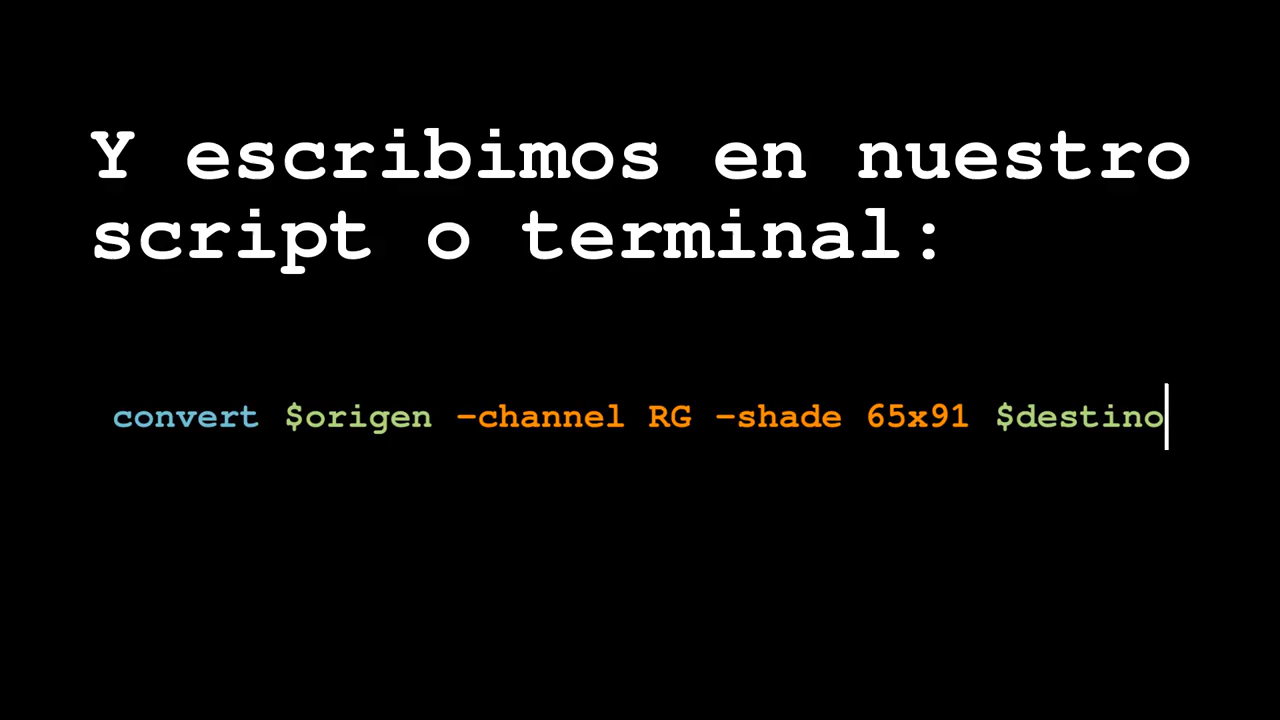 Y escribimos en nuestro
script o terminal:
convert $origen -channel RG -shade 65x91 $destino